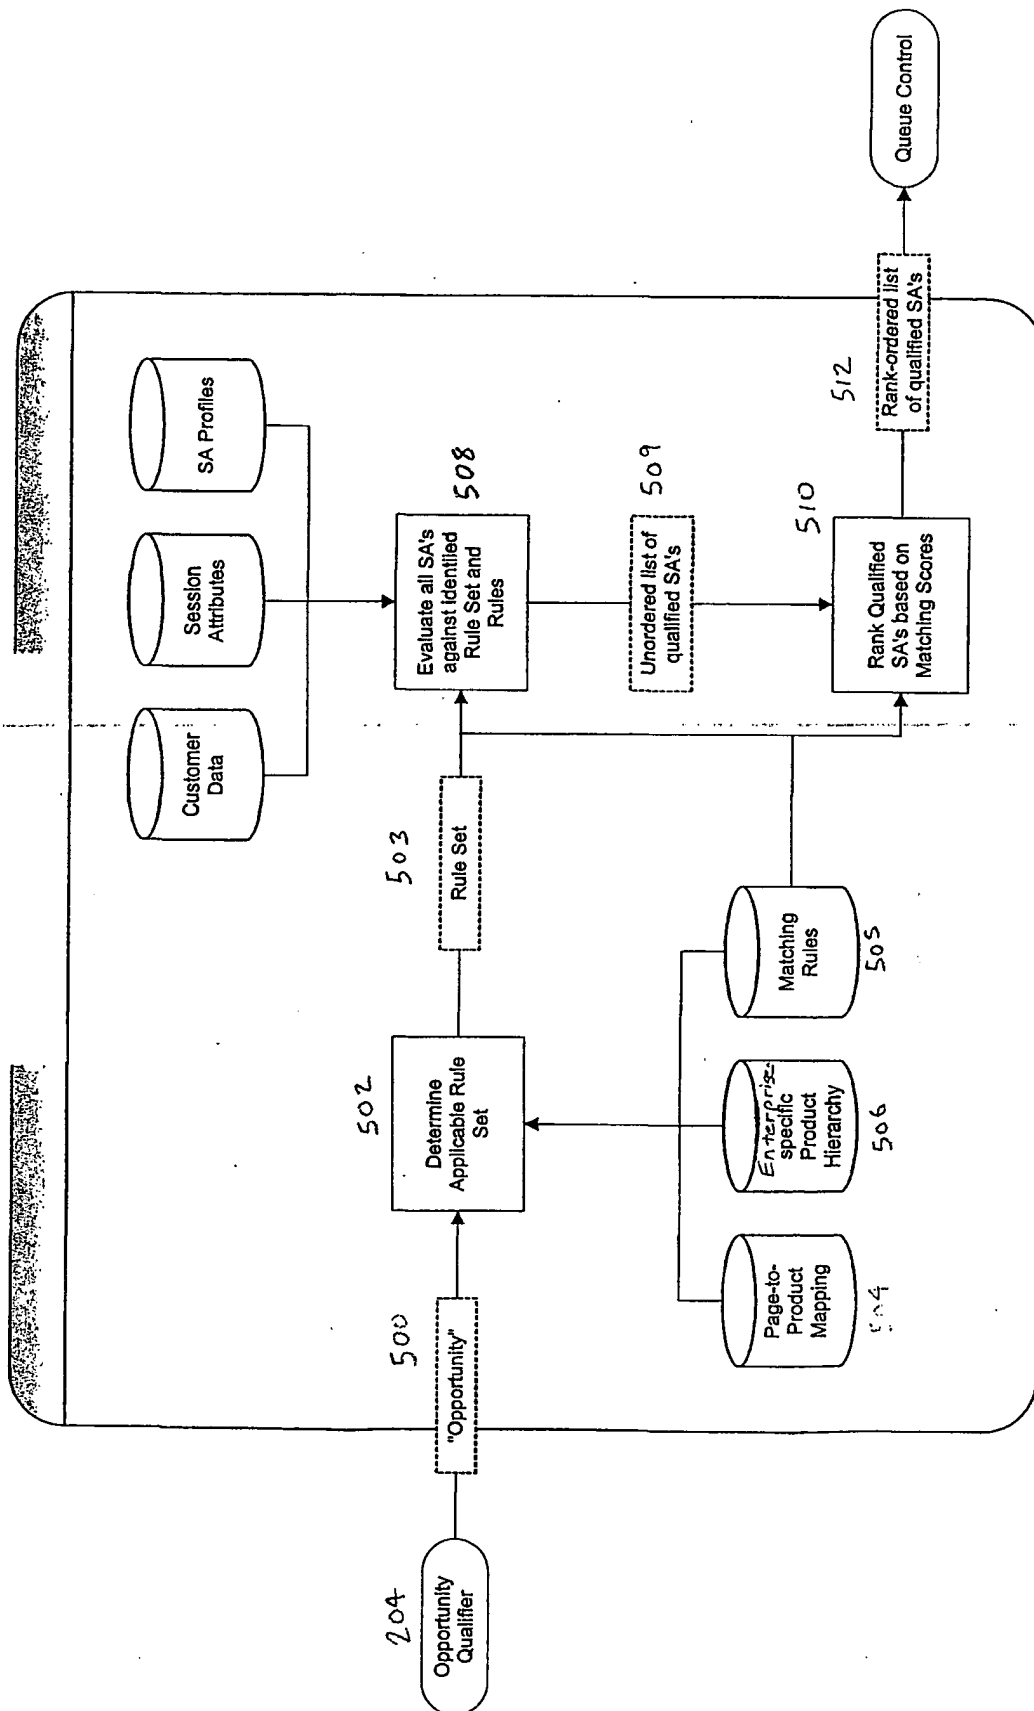 204
Opportunity
Qualifier
500
"Opportunity"
502
Determine
Applicable Rule
Set
503
Rule Set
Page-to-
Product
Mapping
504
Enterprise-
specific
Product
Hierarchy
506
Matching
Rules
505
Customer
Data
Session
Attributes
SA Profiles
Evaluate all SA's
against identified
Rule Set and
Rules
508
Unordered list of
qualified SA's
509
510
Rank Qualified
SA's based on
Matching Scores
512
Rank-ordered list
of qualified SA's
Queue Control